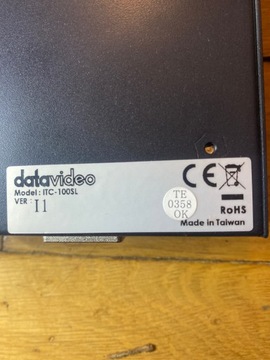 datavideo
Model : ITC-100SL
VER : I1
CE
TE
0358
OK
RoHS
Made in Taiwan